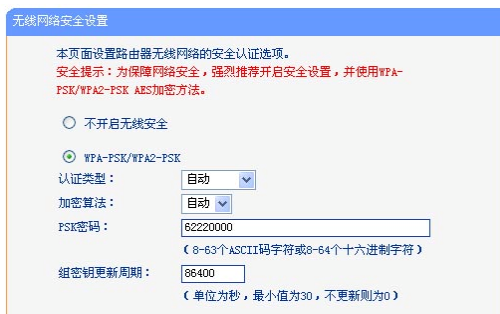 无线网络安全设置
本页面设置路由器无线网络的安全认证选项。
安全提示：为保障网络安全，强烈推荐开启安全设置，并使用WPA-
PSK/WPA2-PSK AES加密方法。
不开启无线安全
WPA-PSK/WPA2-PSK
认证类型： 自动
加密算法： 自动
PSK密码： 62220000
（8-63个ASCII码字符或8-64个十六进制字符）
组密钥更新周期： 86400
（单位为秒，最小值为30，不更新则为0）